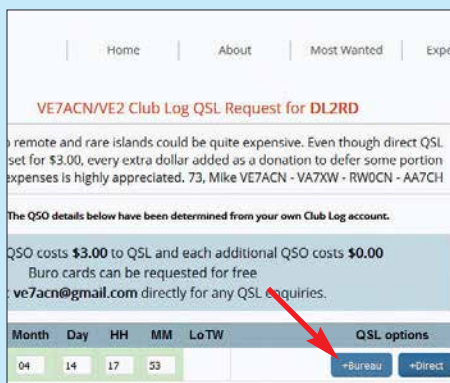 Home About Most Wanted Expe
VE7ACN/VE2 Club Log QSL Request for DL2RD
remote and rare islands could be quite expensive. Even though direct QSL
set for $3.00, every extra dollar added as a donation to defer some portion
expenses is highly appreciated. 73, Mike VE7ACN - VA7XW - RW0CN - AA7CH
The QSO details below have been determined from your own Club Log account.
QSO costs $3.00 to QSL and each additional QSO costs $0.00
Buro cards can be requested for free
ve7acn@gmail.com directly for any QSL enquiries.
Month Day HH MM LoTW QSL options
04 14 17 53 +Bureau +Direct